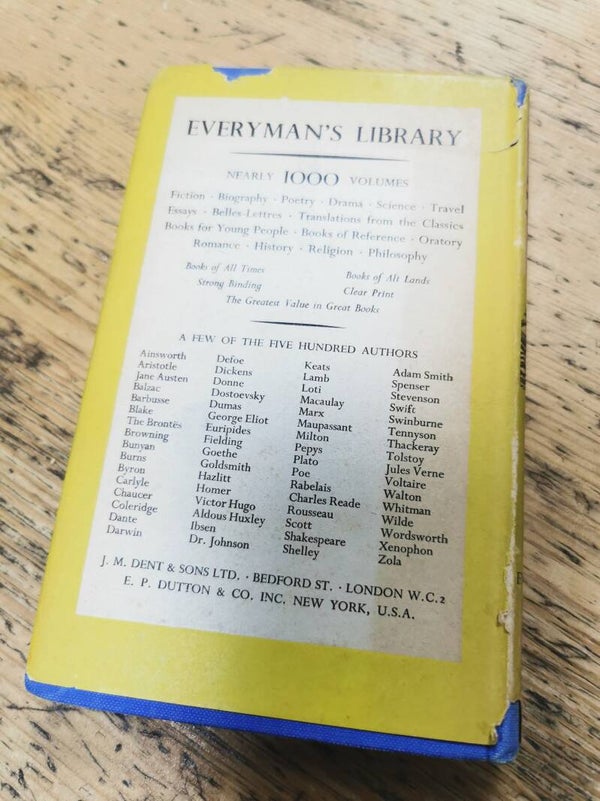 EVERYMAN'S LIBRARY
NEARLY 1000 VOLUMES
Fiction · Biography · Poetry · Drama · Science · Travel
Essays · Belles-Lettres · Translations from the Classics
Books for Young People · Books of Reference · Oratory
Romance · History · Religion · Philosophy
Books of All Times
Books of All Lands
Strong Binding
Clear Print
The Greatest Value in Great Books
A FEW OF THE FIVE HUNDRED AUTHORS
Ainsworth
Aristotle
Jane Austen
Balzac
Barbusse
Blake
The Brontës
Browning
Bunyan
Burns
Byron
Carlyle
Chaucer
Coleridge
Dante
Darwin
Defoe
Dickens
Donne
Dostoevsky
Dumas
George Eliot
Euripides
Fielding
Goethe
Goldsmith
Hazlitt
Homer
Victor Hugo
Aldous Huxley
Ibsen
Dr. Johnson
Keats
Lamb
Loti
Macaulay
Marx
Maupassant
Milton
Pepys
Plato
Poe
Rabelais
Charles Reade
Rousseau
Scott
Shakespeare
Shelley
Adam Smith
Spenser
Stevenson
Swift
Swinburne
Tennyson
Thackeray
Tolstoy
Jules Verne
Voltaire
Walton
Whitman
Wilde
Wordsworth
Xenophon
Zola
J. M. DENT & SONS LTD. · BEDFORD ST. · LONDON W.C.2
E. P. DUTTON & CO. INC. NEW YORK, U.S.A.